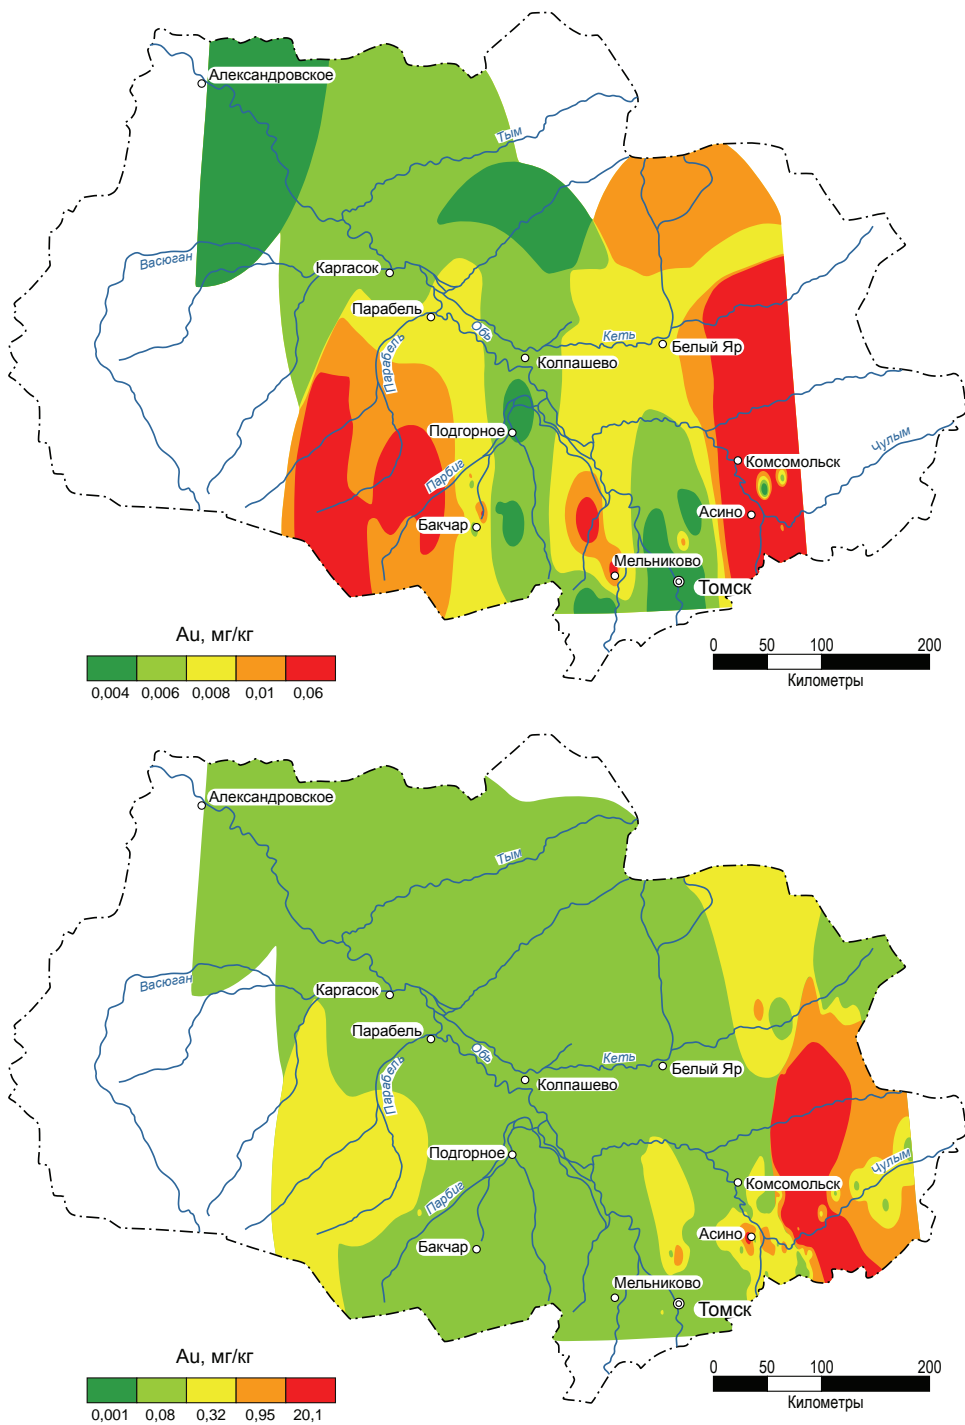 Александровское
Тым
Васюган
Каргасок
Парабель
Обь
Кеть
Белый Яр
Парабель
Колпашево
Подгорное
Чулым
Комсомольск
Парбиг
Бакчар
Асино
Мельниково
Томск
Au, мг/кг
0,004 0,006 0,008 0,01 0,06
0 50 100 200
Километры
Александровское
Тым
Васюган
Каргасок
Парабель
Обь
Кеть
Белый Яр
Парабель
Колпашево
Подгорное
Чулым
Комсомольск
Парбиг
Бакчар
Асино
Мельниково
Томск
Au, мг/кг
0,001 0,08 0,32 0,95 20,1
0 50 100 200
Километры